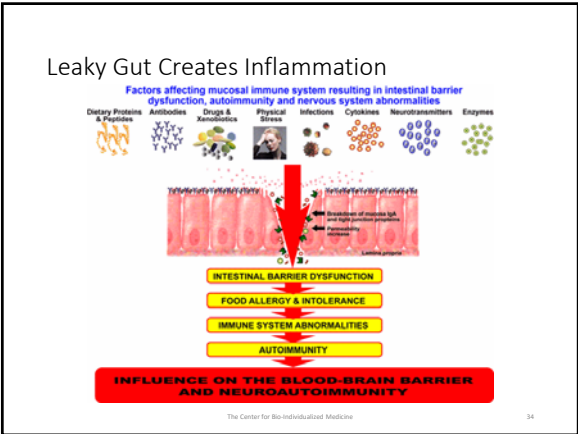 Leaky Gut Creates Inflammation
Factors affecting mucosal immune system resulting in intestinal barrier
dysfunction, autoimmunity and nervous system abnormalities
Dietary Proteins
& Peptides
Antibodies
Drugs &
Xenobiotics
Physical
Stress
Infections
Cytokines
Neurotransmitters
Enzymes
Breakdown of mucosa IgA
and tight junction proteins
Permeability
increase
Lamina propria
INTESTINAL BARRIER DYSFUNCTION
FOOD ALLERGY & INTOLERANCE
IMMUNE SYSTEM ABNORMALITIES
AUTOIMMUNITY
INFLUENCE ON THE BLOOD-BRAIN BARRIER
AND NEUROAUTOIMMUNITY
The Center for Bio-Individualized Medicine
34